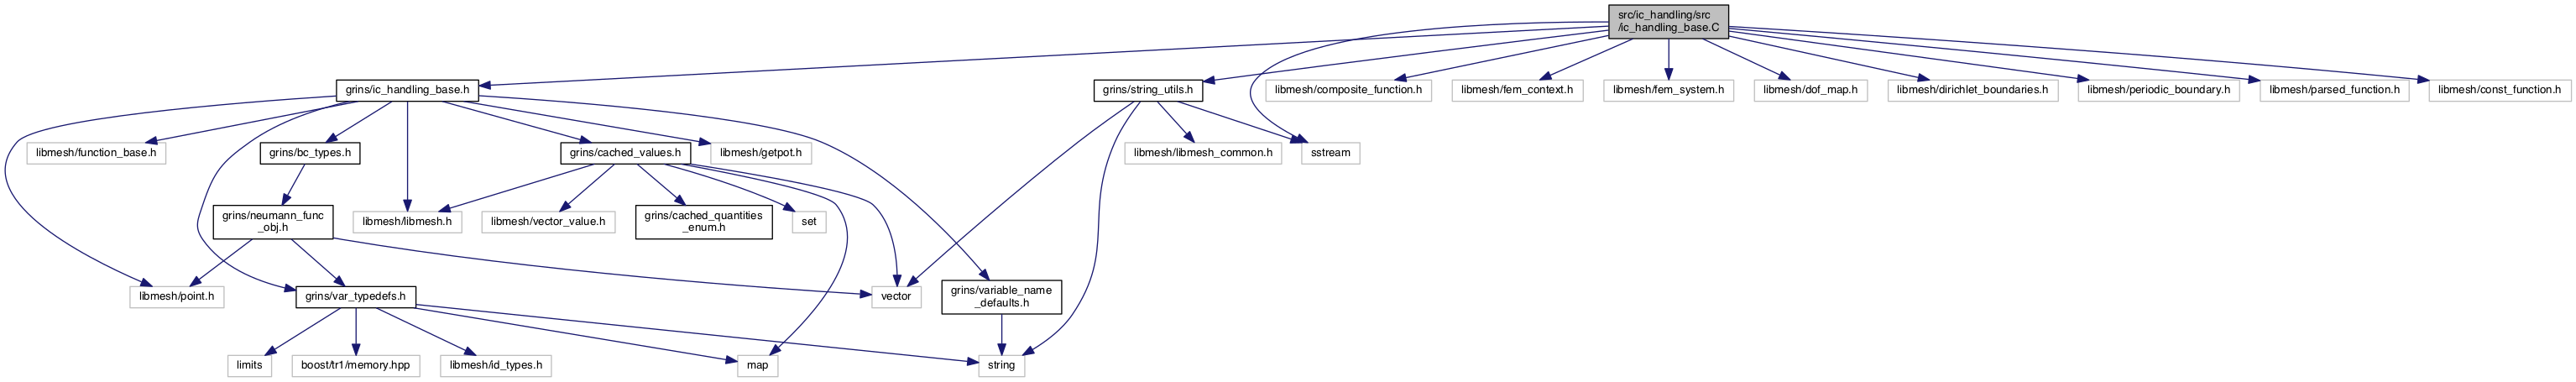 src/ic_handling/src
/ic_handling_base.C
grins/ic_handling_base.h
grins/string_utils.h
libmesh/composite_function.h
libmesh/fem_context.h
libmesh/fem_system.h
libmesh/dof_map.h
libmesh/dirichlet_boundaries.h
libmesh/periodic_boundary.h
libmesh/parsed_function.h
libmesh/const_function.h
libmesh/function_base.h
grins/bc_types.h
grins/cached_values.h
libmesh/getpot.h
libmesh/libmesh_common.h
sstream
grins/neumann_func
_obj.h
libmesh/libmesh.h
libmesh/vector_value.h
grins/cached_quantities
_enum.h
set
libmesh/point.h
grins/var_typedefs.h
vector
grins/variable_name
_defaults.h
limits
boost/tr1/memory.hpp
libmesh/id_types.h
map
string